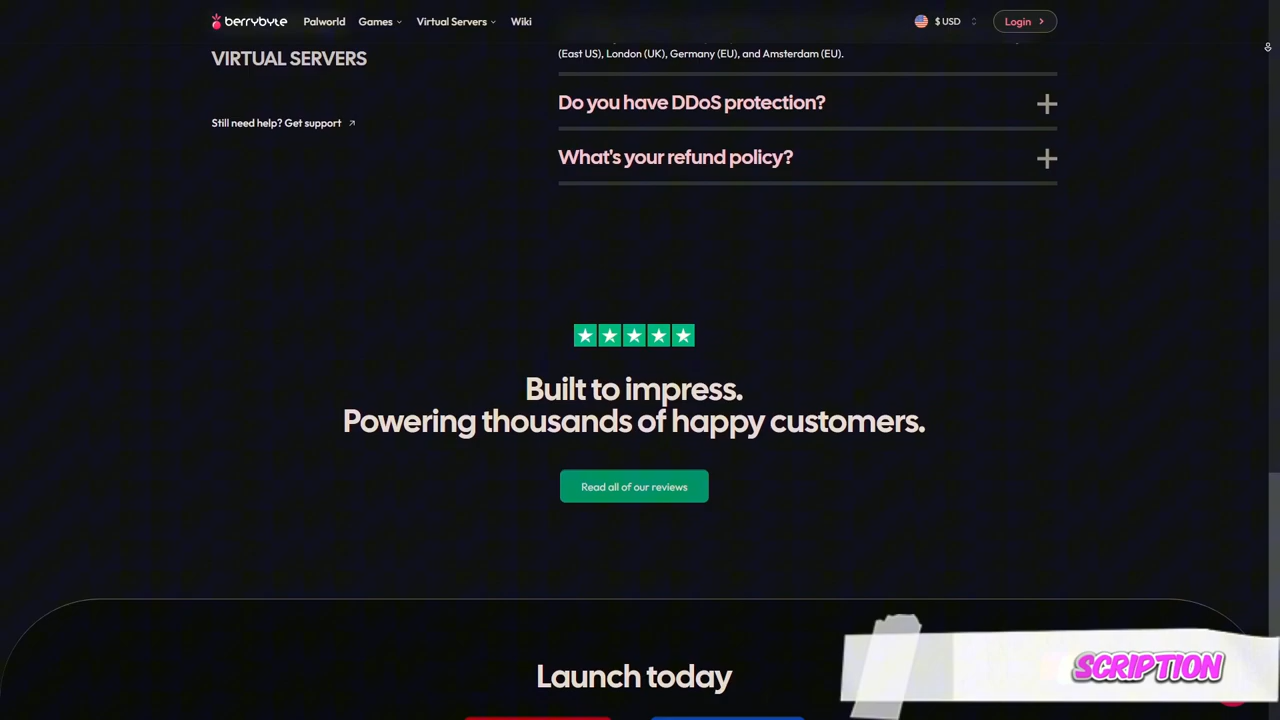 berrybyte Palworld Games Virtual Servers Wiki $ USD Login
VIRTUAL SERVERS
(East US), London (UK), Germany (EU), and Amsterdam (EU).
Do you have DDoS protection?
Still need help? Get support
What's your refund policy?
Built to impress.
Powering thousands of happy customers.
Read all of our reviews
Launch today
SCRIPTION